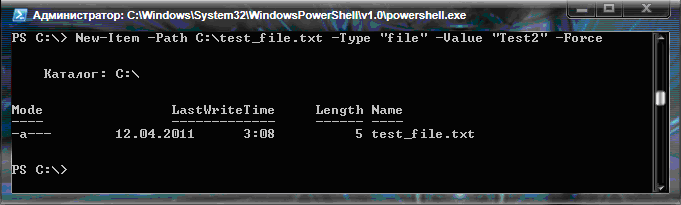 Администратор: C:\Windows\System32\WindowsPowerShell\v1.0\powershell.exe
PS C:\> New-Item -Path C:\test_file.txt -Type "file" -Value "Test2" -Force
Каталог: C:\
Mode LastWriteTime Length Name
---- ------------- ------ ----
-a--- 12.04.2011 3:08 5 test_file.txt
PS C:\>